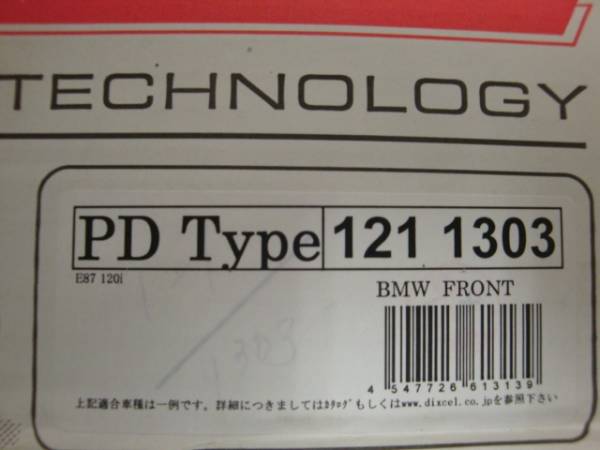 TECHNOLOGY
PD Type 121 1303
E87 120i
BMW FRONT
1303
4 547726 613139
上記適合車種は一例です。詳細につきましてはｶﾀﾛｸﾞもしくはwww.dixcel.co.jpを参照下さい